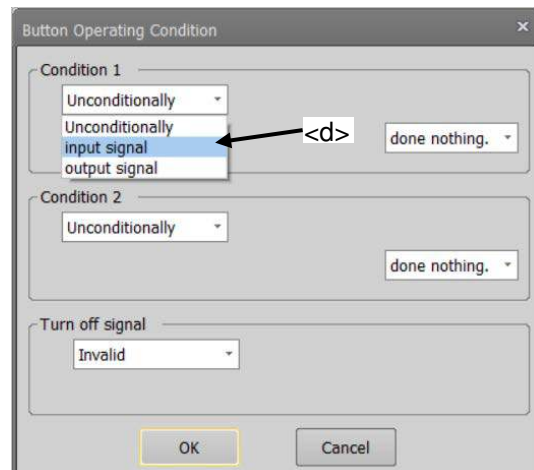 Button Operating Condition ×
Condition 1
Unconditionally
Unconditionally
input signal
output signal
<d>
done nothing.
Condition 2
Unconditionally
done nothing.
Turn off signal
Invalid
OK Cancel